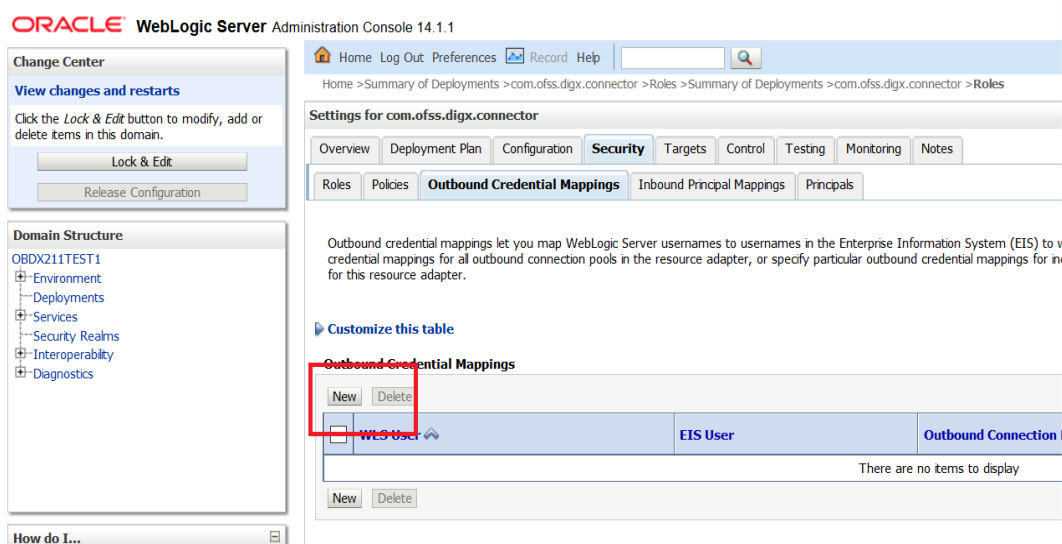 ORACLE WebLogic Server Administration Console 14.1.1
Change Center
View changes and restarts
Click the Lock & Edit button to modify, add or
delete items in this domain.
Lock & Edit
Release Configuration
Domain Structure
OBDX211TEST1
Environment
Deployments
Services
Security Realms
Interoperability
Diagnostics
How do I...
Home Log Out Preferences Record Help
Home >Summary of Deployments >com.ofss.digx.connector >Roles >Summary of Deployments >com.ofss.digx.connector >Roles
Settings for com.ofss.digx.connector
Overview Deployment Plan Configuration Security Targets Control Testing Monitoring Notes
Roles Policies Outbound Credential Mappings Inbound Principal Mappings Principals
Outbound credential mappings let you map WebLogic Server usernames to usernames in the Enterprise Information System (EIS) to
credential mappings for all outbound connection pools in the resource adapter, or specify particular outbound credential mappings for
for this resource adapter.
Customize this table
Outbound Credential Mappings
New Delete
WLS User EIS User Outbound Connection
There are no items to display
New Delete